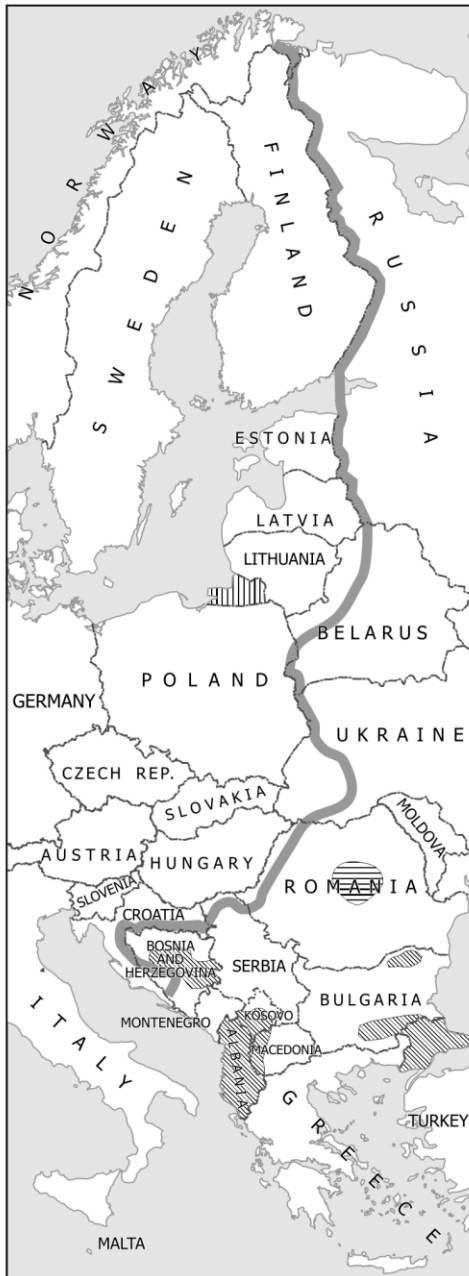 NORWAY
SWEDEN
FINLAND
RUSSIA
ESTONIA
LATVIA
LITHUANIA
BELARUS
POLAND
GERMANY
UKRAINE
CZECH REP.
SLOVAKIA
MOLDOVA
AUSTRIA
HUNGARY
ROMANIA
SLOVENIA
CROATIA
BOSNIA
AND
HERZEGOVINA
SERBIA
ITALY
MONTENEGRO
KOSOVO
BULGARIA
ALBANIA
MACEDONIA
GREECE
TURKEY
MALTA